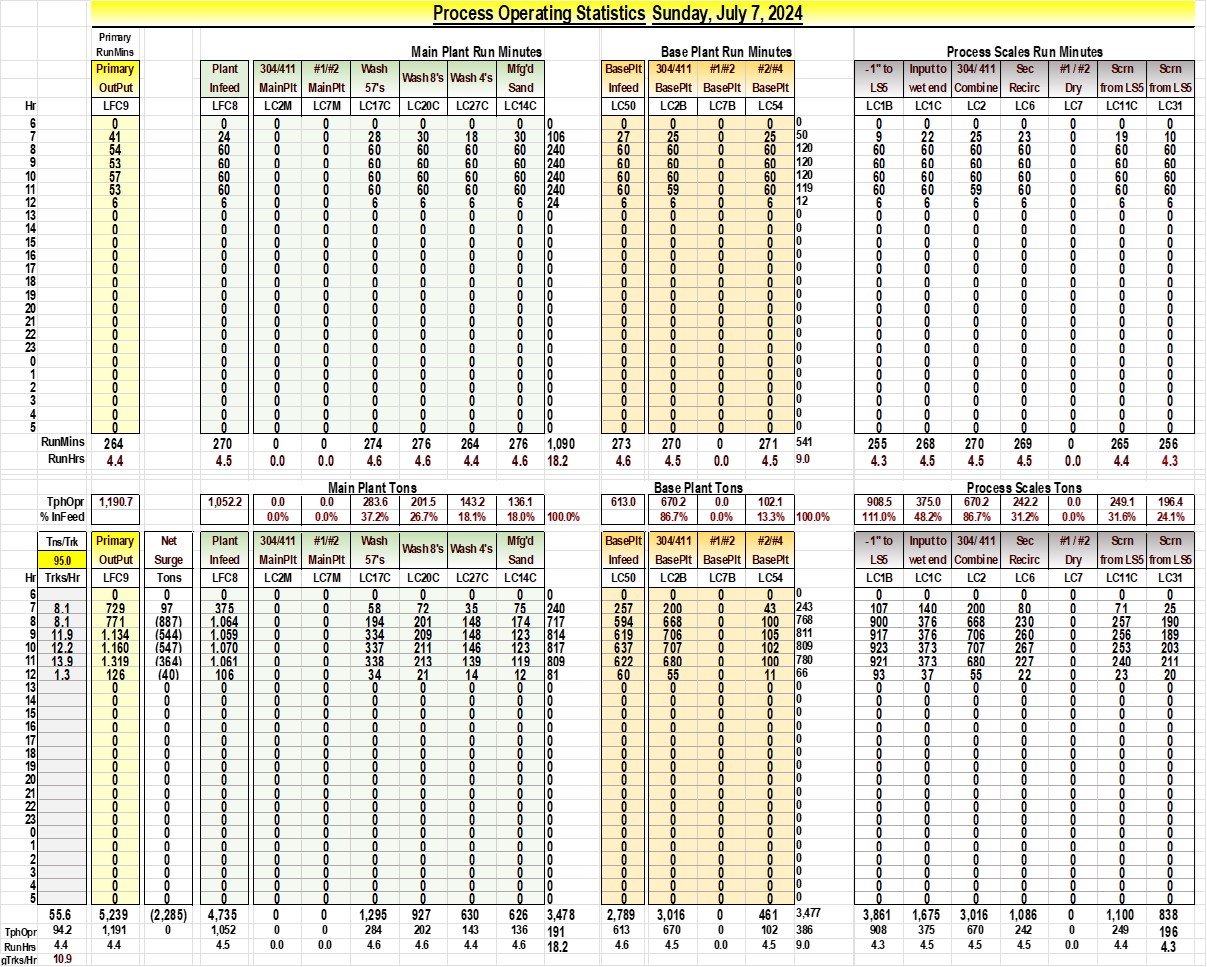 Process Operating Statistics Sunday, July 7, 2024
Primary
RunMins Main Plant Run Minutes Base Plant Run Minutes Process Scales Run Minutes
Primary Plant 304/411 #1/#2 Wash Wash 8's Wash 4's Mfg'd BasePlt 304/411 #1/#2 #2/#4 -1" to Input to 304/411 Sec #1 / #2 Scrn Scrn
OutPut Infeed MainPlt MainPlt 57's Sand Infeed BasePlt BasePlt BasePlt LS5 wet end Combine Recirc Dry from LS5 from LS5
Hr LFC9 LFC8 LC2M LC7M LC17C LC20C LC27C LC14C LC50 LC2B LC7B LC54 LC1B LC1C LC2 LC6 LC7 LC11C LC31
6 0 0 0 0 0 0 0 0 0 0 0 0 0 0 0 0 0 0 0 0 0
7 41 24 0 0 28 30 18 30 106 27 25 0 25 50 9 22 25 23 0 19 10
8 54 60 0 0 60 60 60 60 240 60 60 0 60 120 60 60 60 60 0 60 60
9 53 60 0 0 60 60 60 60 240 60 60 0 60 120 60 60 60 60 0 60 60
10 57 60 0 0 60 60 60 60 240 60 60 0 60 120 60 60 60 60 0 60 60
11 53 60 0 0 60 60 60 60 240 60 59 0 60 119 60 60 59 60 0 60 60
12 6 6 0 0 6 6 6 6 24 6 6 0 6 12 6 6 6 6 0 6 6
13 0 0 0 0 0 0 0 0 0 0 0 0 0 0 0 0 0 0 0 0 0
14 0 0 0 0 0 0 0 0 0 0 0 0 0 0 0 0 0 0 0 0 0
15 0 0 0 0 0 0 0 0 0 0 0 0 0 0 0 0 0 0 0 0 0
16 0 0 0 0 0 0 0 0 0 0 0 0 0 0 0 0 0 0 0 0 0
17 0 0 0 0 0 0 0 0 0 0 0 0 0 0 0 0 0 0 0 0 0
18 0 0 0 0 0 0 0 0 0 0 0 0 0 0 0 0 0 0 0 0 0
19 0 0 0 0 0 0 0 0 0 0 0 0 0 0 0 0 0 0 0 0 0
20 0 0 0 0 0 0 0 0 0 0 0 0 0 0 0 0 0 0 0 0 0
21 0 0 0 0 0 0 0 0 0 0 0 0 0 0 0 0 0 0 0 0 0
22 0 0 0 0 0 0 0 0 0 0 0 0 0 0 0 0 0 0 0 0 0
23 0 0 0 0 0 0 0 0 0 0 0 0 0 0 0 0 0 0 0 0 0
0 0 0 0 0 0 0 0 0 0 0 0 0 0 0 0 0 0 0 0 0 0
1 0 0 0 0 0 0 0 0 0 0 0 0 0 0 0 0 0 0 0 0 0
2 0 0 0 0 0 0 0 0 0 0 0 0 0 0 0 0 0 0 0 0 0
3 0 0 0 0 0 0 0 0 0 0 0 0 0 0 0 0 0 0 0 0 0
4 0 0 0 0 0 0 0 0 0 0 0 0 0 0 0 0 0 0 0 0 0
5 0 0 0 0 0 0 0 0 0 0 0 0 0 0 0 0 0 0 0 0 0
RunMins 264 270 0 0 274 276 264 276 1,090 273 270 0 271 541 255 268 270 269 0 265 256
RunHrs 4.4 4.5 0.0 0.0 4.6 4.6 4.4 4.6 18.2 4.6 4.5 0.0 4.5 9.0 4.3 4.5 4.5 4.5 0.0 4.4 4.3
Main Plant Tons Base Plant Tons Process Scales Tons
TphOpr 1,190.7 1,052.2 0.0 0.0 283.6 201.5 143.2 136.1 613.0 670.2 0.0 102.1 908.5 375.0 670.2 242.2 0.0 249.1 196.4
% InFeed 0.0% 0.0% 37.2% 26.7% 18.1% 18.0% 100.0% 86.7% 0.0% 13.3% 100.0% 111.0% 48.2% 86.7% 31.2% 0.0% 31.6% 24.1%
Tns/Trk Primary Net Plant 304/411 #1/#2 Wash Wash 8's Wash 4's Mfg'd BasePlt 304/411 #1/#2 #2/#4 -1" to Input to 304/411 Sec #1 / #2 Scrn Scrn
95.0 OutPut Surge Infeed MainPlt MainPlt 57's Sand Infeed BasePlt BasePlt BasePlt LS5 wet end Combine Recirc Dry from LS5 from LS5
Hr Trks/Hr LFC9 Tons LFC8 LC2M LC7M LC17C LC20C LC27C LC14C LC50 LC2B LC7B LC54 LC1B LC1C LC2 LC6 LC7 LC11C LC31
6 0 0 0 0 0 0 0 0 0 0 0 0 0 0 0 0 0 0 0 0 0 0
7 8.1 729 97 375 0 0 58 72 35 75 240 257 200 0 43 243 107 140 200 80 0 71 25
8 8.1 771 (887) 1,064 0 0 194 201 148 174 717 594 668 0 100 768 900 376 668 230 0 257 190
9 11.9 1,134 (544) 1,059 0 0 334 209 148 123 814 619 706 0 105 811 917 376 706 260 0 256 189
10 12.2 1,160 (547) 1,070 0 0 337 211 146 123 817 637 707 0 102 809 923 373 707 267 0 253 203
11 13.9 1,319 (364) 1,061 0 0 338 213 139 119 809 622 680 0 100 780 921 373 680 227 0 240 211
12 1.3 126 (40) 106 0 0 34 21 14 12 81 60 55 0 11 66 93 37 55 22 0 23 20
13 0 0 0 0 0 0 0 0 0 0 0 0 0 0 0 0 0 0 0 0 0 0
14 0 0 0 0 0 0 0 0 0 0 0 0 0 0 0 0 0 0 0 0 0 0
15 0 0 0 0 0 0 0 0 0 0 0 0 0 0 0 0 0 0 0 0 0 0
16 0 0 0 0 0 0 0 0 0 0 0 0 0 0 0 0 0 0 0 0 0 0
17 0 0 0 0 0 0 0 0 0 0 0 0 0 0 0 0 0 0 0 0 0 0
18 0 0 0 0 0 0 0 0 0 0 0 0 0 0 0 0 0 0 0 0 0 0
19 0 0 0 0 0 0 0 0 0 0 0 0 0 0 0 0 0 0 0 0 0 0
20 0 0 0 0 0 0 0 0 0 0 0 0 0 0 0 0 0 0 0 0 0 0
21 0 0 0 0 0 0 0 0 0 0 0 0 0 0 0 0 0 0 0 0 0 0
22 0 0 0 0 0 0 0 0 0 0 0 0 0 0 0 0 0 0 0 0 0 0
23 0 0 0 0 0 0 0 0 0 0 0 0 0 0 0 0 0 0 0 0 0 0
0 0 0 0 0 0 0 0 0 0 0 0 0 0 0 0 0 0 0 0 0 0 0
1 0 0 0 0 0 0 0 0 0 0 0 0 0 0 0 0 0 0 0 0 0 0
2 0 0 0 0 0 0 0 0 0 0 0 0 0 0 0 0 0 0 0 0 0 0
3 0 0 0 0 0 0 0 0 0 0 0 0 0 0 0 0 0 0 0 0 0 0
4 0 0 0 0 0 0 0 0 0 0 0 0 0 0 0 0 0 0 0 0 0 0
5 0 0 0 0 0 0 0 0 0 0 0 0 0 0 0 0 0 0 0 0 0 0
55.6 5,239 (2,285) 4,735 0 0 1,295 927 630 626 3,478 2,789 3,016 0 461 3,477 3,861 1,675 3,016 1,086 0 1,100 838
TphOpr 94.2 1,191 0 1,052 0 0 284 202 143 136 191 613 670 0 102 386 908 375 670 242 0 249 196
RunHrs 4.4 4.4 4.5 0.0 0.0 4.6 4.6 4.4 4.6 18.2 4.6 4.5 0.0 4.5 9.0 4.3 4.5 4.5 4.5 0.0 4.4 4.3
gTrks/Hr 10.9